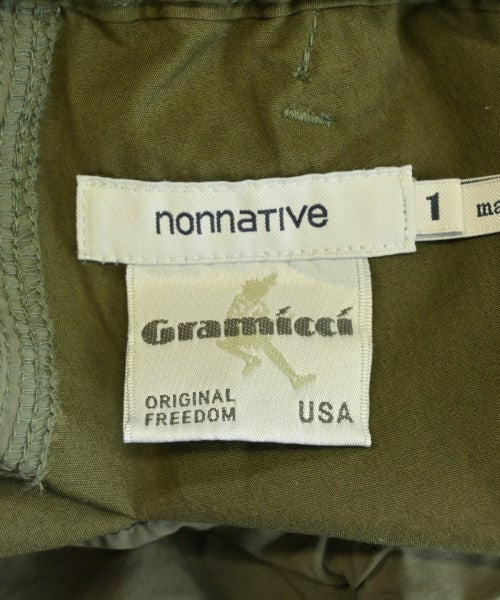 nonnative
1
Gramicci
ORIGINAL
FREEDOM
USA